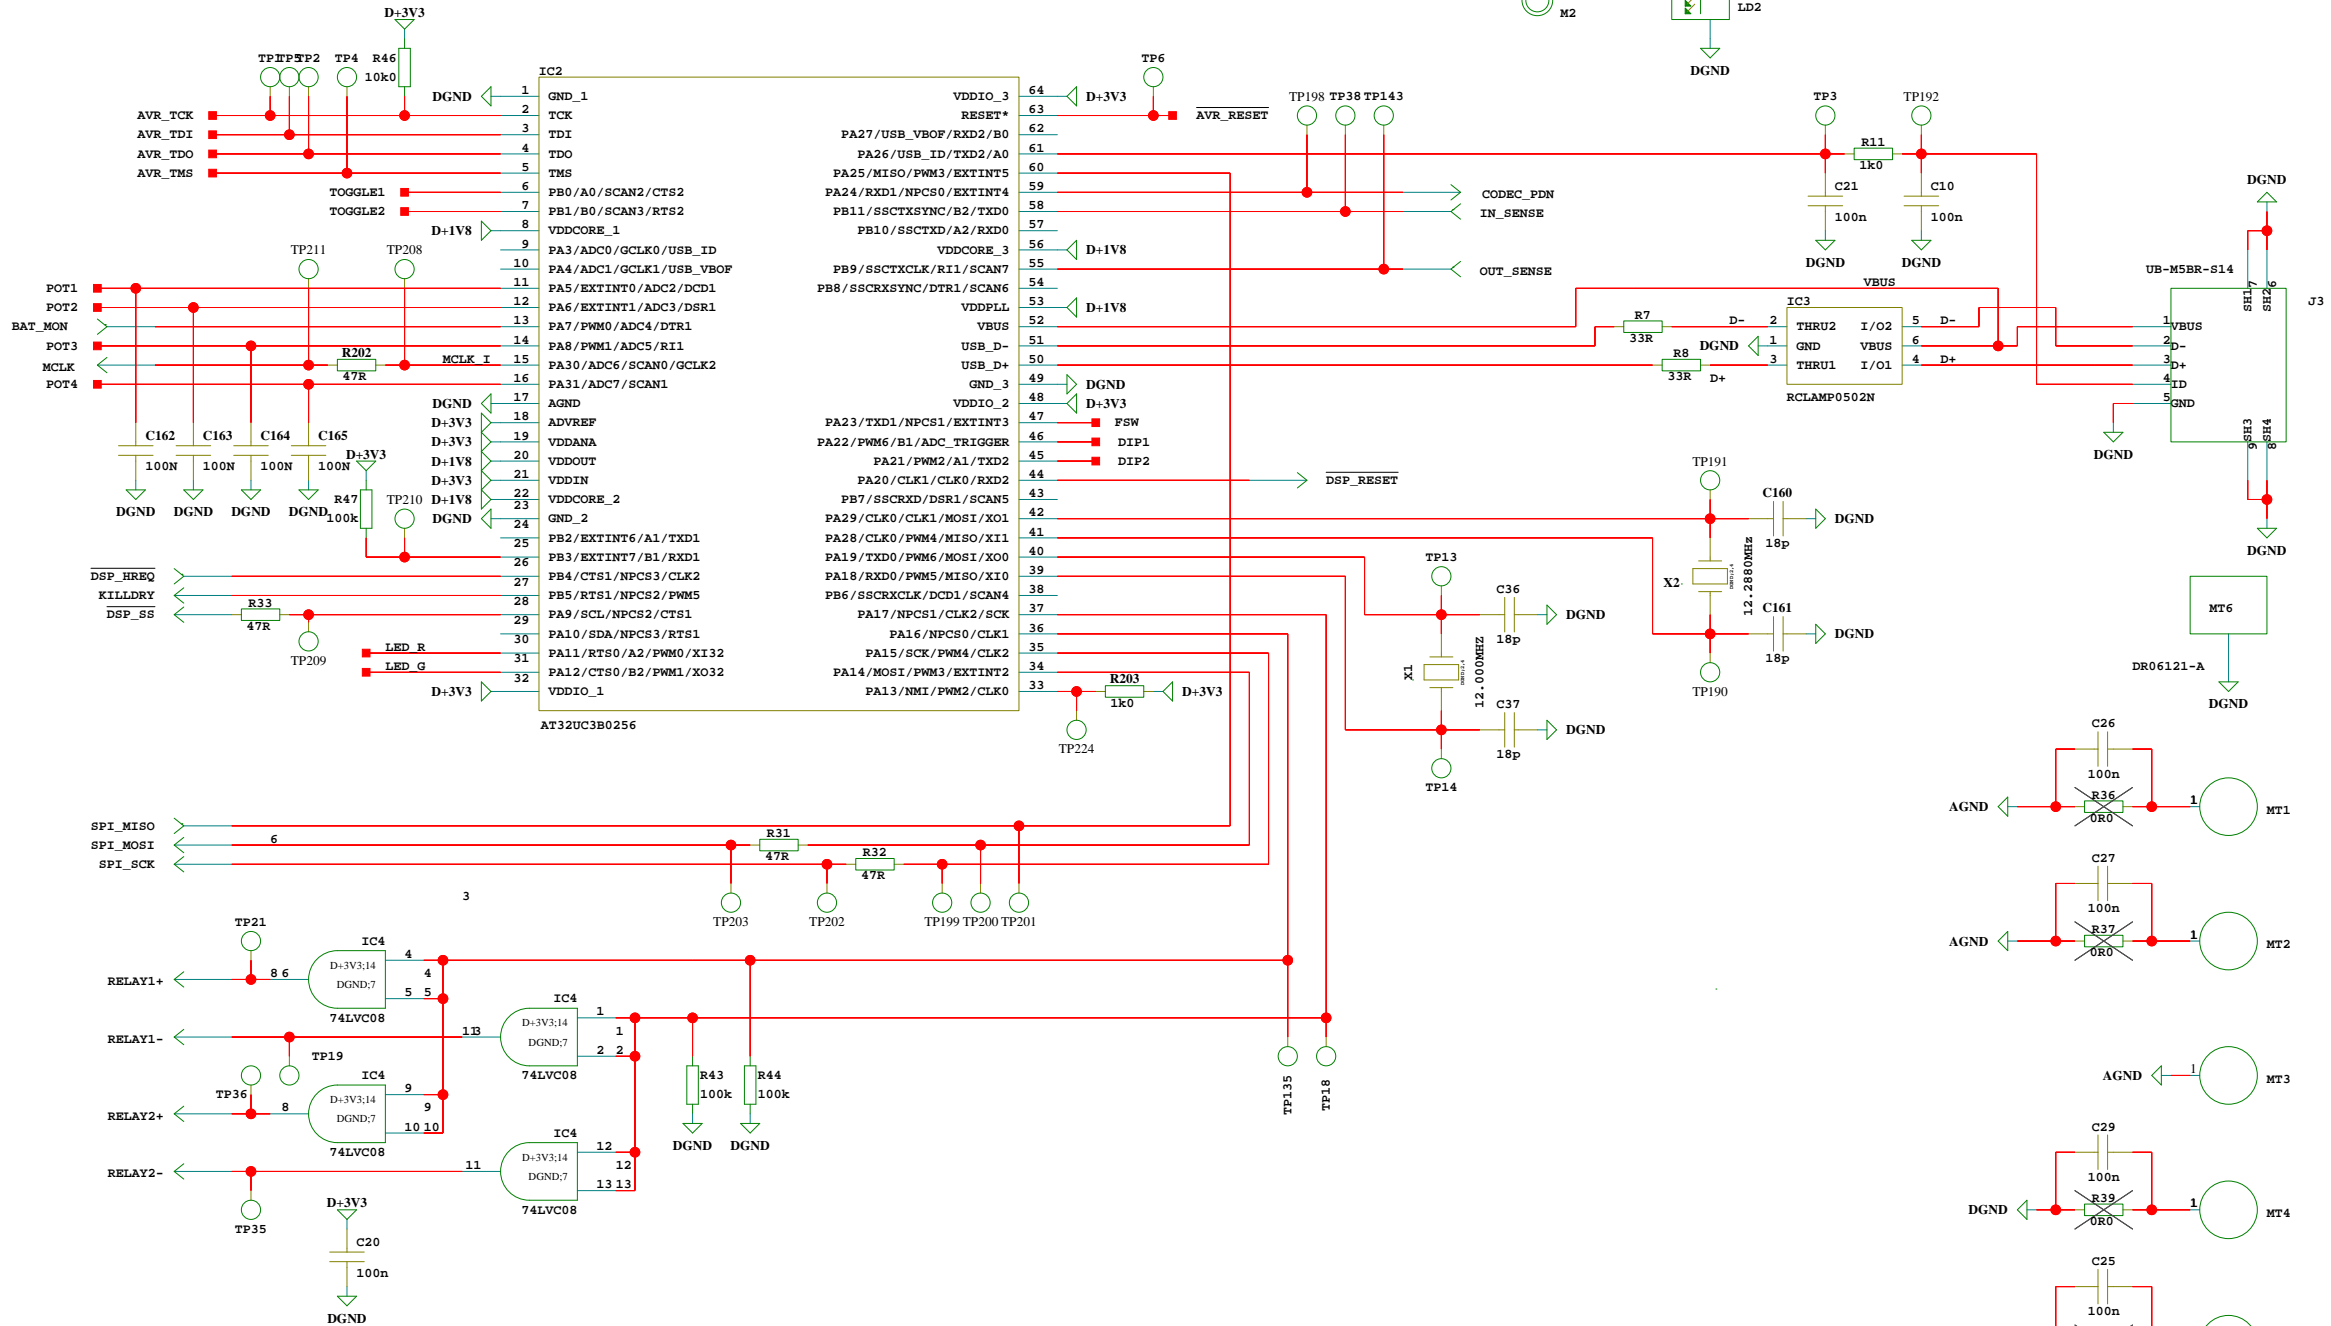 D+3V3
M2
LD2
DGND
TP1 TP5 TP2 TP4
R46
10k0
IC2
TP6
TP198 TP38 TP143
TP3 TP192
DGND 1 GND_1 VDDIO_3 64 D+3V3
AVR_TCK 2 TCK RESET* 63 AVR_RESET
AVR_TDI 3 TDI PA27/USB_VBOF/RXD2/B0 62
AVR_TDO 4 TDO PA26/USB_ID/TXD2/A0 61
AVR_TMS 5 TMS PA25/MISO/PWM3/EXTINT5 60
TOGGLE1 6 PB0/A0/SCAN2/CTS2 PA24/RXD1/NPCS0/EXTINT4 59 CODEC_PDN
TOGGLE2 7 PB1/B0/SCAN3/RTS2 PB11/SSCTXSYNC/B2/TXD0 58 IN_SENSE
D+1V8 8 VDDCORE_1 PB10/SSCTXD/A2/RXD0 57
9 PA3/ADC0/GCLK0/USB_ID VDDCORE_3 56 D+1V8
10 PA4/ADC1/GCLK1/USB_VBOF PB9/SSCTXCLK/RI1/SCAN7 55 OUT_SENSE
POT1 11 PA5/EXTINT0/ADC2/DCD1 PB8/SSCRXSYNC/DTR1/SCAN6 54
POT2 12 PA6/EXTINT1/ADC3/DSR1 VDDPLL 53 D+1V8
BAT_MON 13 PA7/PWM0/ADC4/DTR1 VBUS 52
POT3 14 PA8/PWM1/ADC5/RI1 USB_D- 51
MCLK MCLK_I 15 PA30/ADC6/SCAN0/GCLK2 USB_D+ 50
POT4 16 PA31/ADC7/SCAN1 GND_3 49 DGND
DGND 17 AGND VDDIO_2 48 D+3V3
D+3V3 18 ADVREF PA23/TXD1/NPCS1/EXTINT3 47 FSW
D+3V3 19 VDDANA PA22/PWM6/B1/ADC_TRIGGER 46 DIP1
D+1V8 20 VDDOUT PA21/PWM2/A1/TXD2 45 DIP2
D+3V3 21 VDDIN PA20/CLK1/CLK0/RXD2 44 DSP_RESET
D+1V8 22 VDDCORE_2 PB7/SSCRXD/DSR1/SCAN5 43
DGND 23 GND_2 PA29/CLK0/CLK1/MOSI/XO1 42
24 PB2/EXTINT6/A1/TXD1 PA28/CLK0/PWM4/MISO/XI1 41
25 PB3/EXTINT7/B1/RXD1 PA19/TXD0/PWM6/MOSI/XO0 40
DSP_HREQ 26 PB4/CTS1/NPCS3/CLK2 PA18/RXD0/PWM5/MISO/XI0 39
KILLDRY 27 PB5/RTS1/NPCS2/PWM5 PB6/SSCRXCLK/DCD1/SCAN4 38
DSP_SS 28 PA9/SCL/NPCS2/CTS1 PA17/NPCS1/CLK2/SCK 37
29 PA10/SDA/NPCS3/RTS1 PA16/NPCS0/CLK1 36
LED_R 30 PA11/RTS0/A2/PWM0/XI32 PA15/SCK/PWM4/CLK2 35
LED_G 31 PA12/CTS0/B2/PWM1/XO32 PA14/MOSI/PWM3/EXTINT2 34
D+3V3 32 VDDIO_1 PA13/NMI/PWM2/CLK0 33
AT32UC3B0256
TP211 TP208
R202
47R
C162 C163 C164 C165
100N 100N 100N 100N
DGND DGND DGND DGND
D+3V3
R47
100k
TP210
R33
47R
TP209
R203
1k0
D+3V3
TP224
R11
1k0
C21 C10
100n 100n
DGND DGND
VBUS
IC3
R7
33R
D- 2 THRU2 I/O2 5 D-
DGND 1 GND VBUS 6
R8
33R
D+ 3 THRU1 I/O1 4 D+
RCLAMP0502N
DGND
UB-M5BR-S14
J3
SH1 7 SH2 6
1 VBUS
2 D-
3 D+
4 ID
5 GND
SH3 9 SH4 8
DGND
DGND
TP191
C160
18p
DGND
X2
12.2880MHz
C161
18p
DGND
TP190
TP13
C36
18p
DGND
X1
12.000MHZ
C37
18p
DGND
TP14
MT6
DR06121-A
DGND
SPI_MISO
SPI_MOSI 6
SPI_SCK
R31
47R
R32
47R
TP203 TP202 TP199 TP200 TP201
3
TP21
RELAY1+ 8 6
IC4
D+3V3;14
DGND;7
74LVC08
4 4
5 5
RELAY1- 11 3
TP19
IC4
D+3V3;14
DGND;7
74LVC08
1 1
2 2
TP36
RELAY2+ 8
IC4
D+3V3;14
DGND;7
74LVC08
9 9
10 10
RELAY2- 11
TP35
IC4
D+3V3;14
DGND;7
74LVC08
12 12
13 13
R43 R44
100k 100k
DGND DGND
TP135 TP18
D+3V3
C20
100n
DGND
C26
100n
AGND R36 1 MT1
0R0
C27
100n
AGND R37 1 MT2
0R0
AGND 1 MT3
C29
100n
DGND R39 1 MT4
0R0
C25
100n